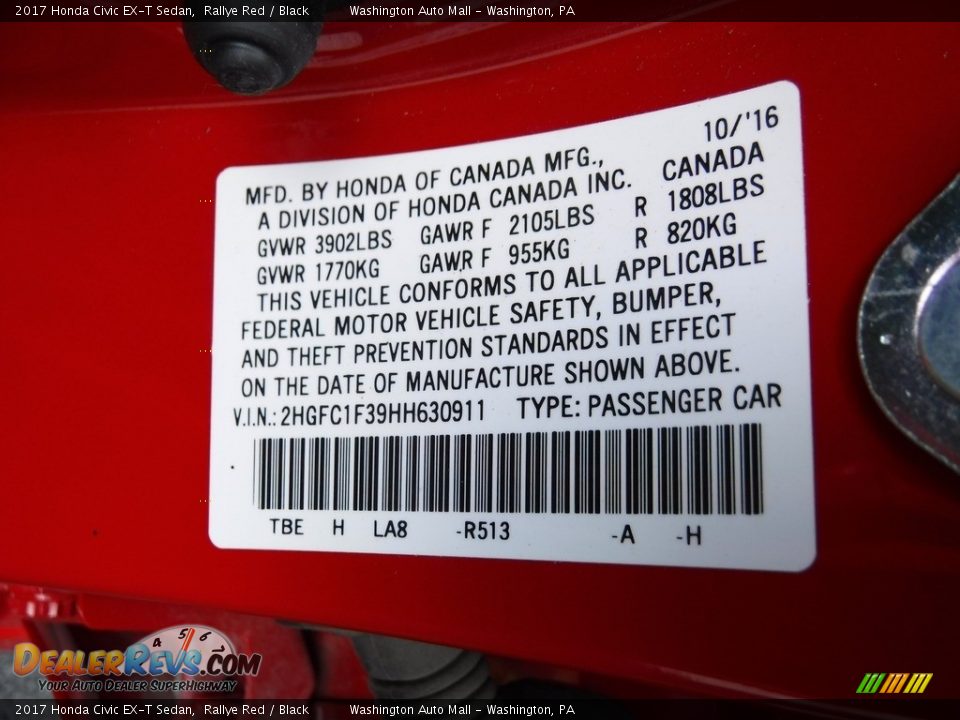 2017 Honda Civic EX-T Sedan, Rallye Red / Black Washington Auto Mall - Washington, PA
10/'16
MFD. BY HONDA OF CANADA MFG.,
A DIVISION OF HONDA CANADA INC. CANADA
GVWR 3902LBS GAWR F 2105LBS R 1808LBS
GVWR 1770KG GAWR F 955KG R 820KG
THIS VEHICLE CONFORMS TO ALL APPLICABLE
FEDERAL MOTOR VEHICLE SAFETY, BUMPER,
AND THEFT PREVENTION STANDARDS IN EFFECT
ON THE DATE OF MANUFACTURE SHOWN ABOVE.
V.I.N.: 2HGFC1F39HH630911 TYPE: PASSENGER CAR
TBE H LA8 -R513 -A -H
4 5 6
DEALERREVS.COM
YOUR AUTO DEALER SUPERHIGHWAY
2017 Honda Civic EX-T Sedan, Rallye Red / Black Washington Auto Mall - Washington, PA